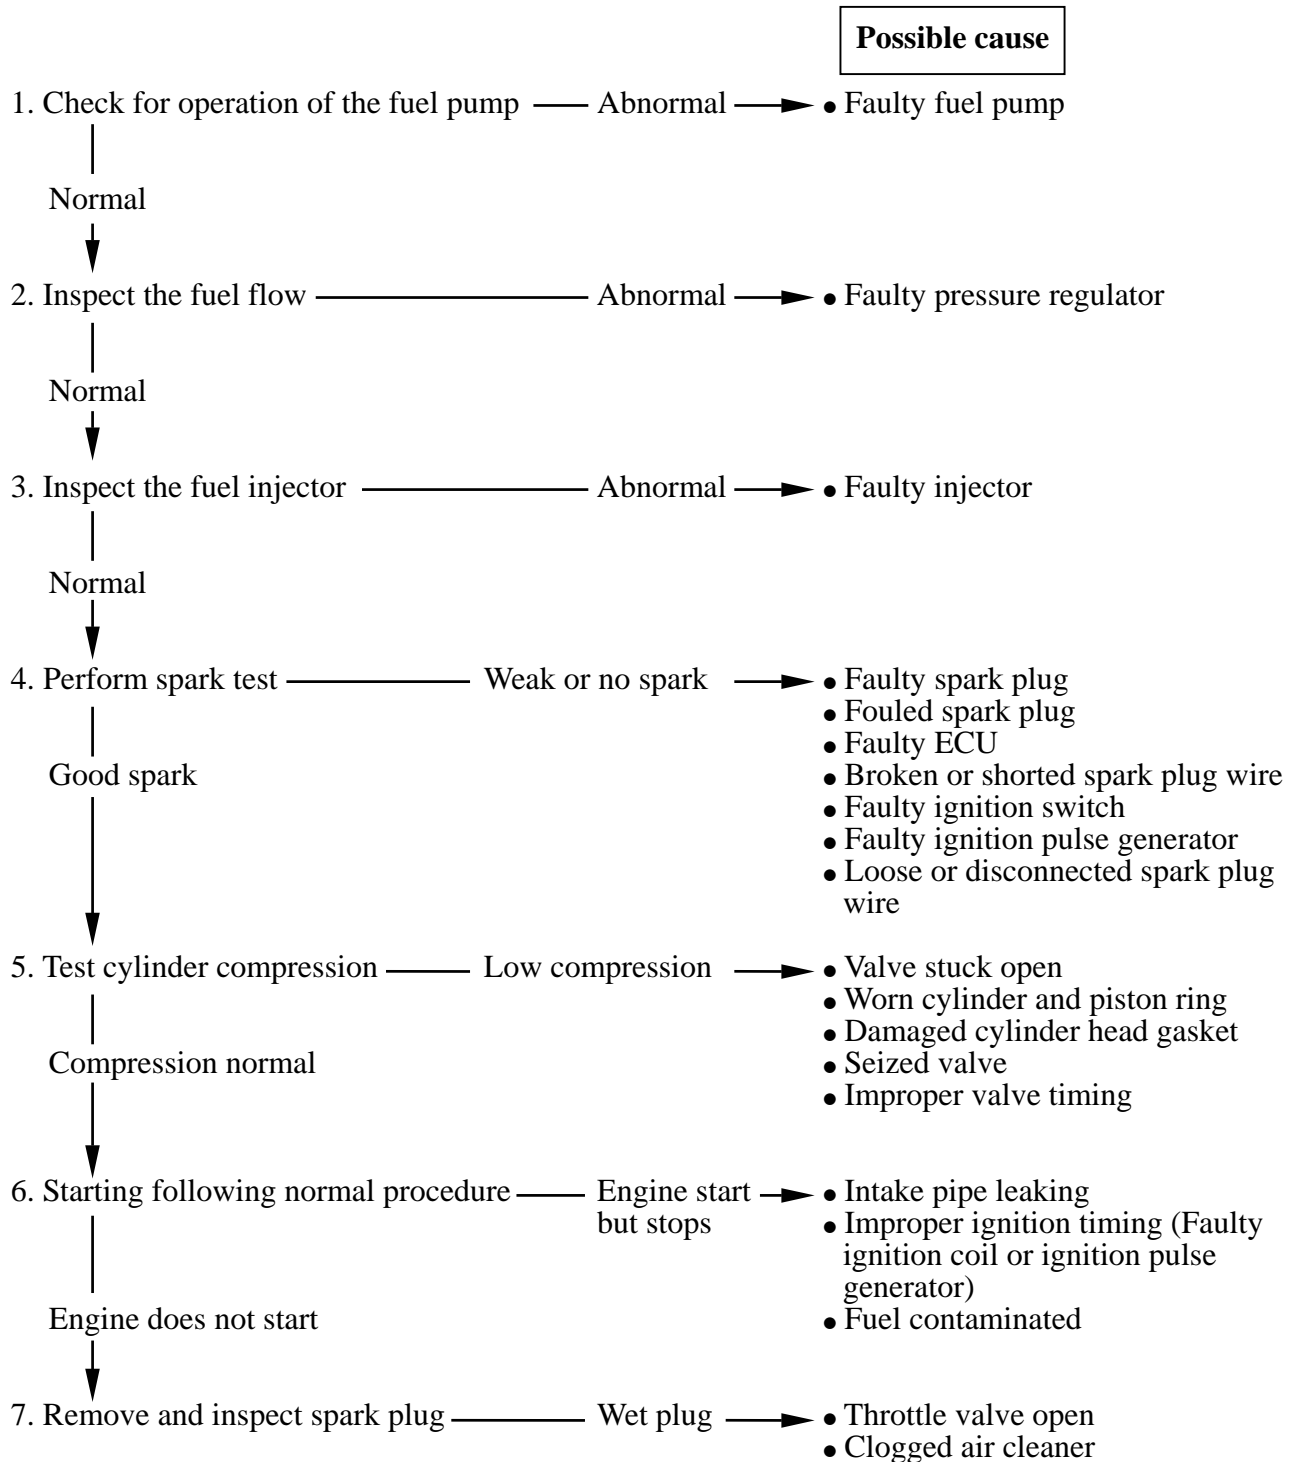 Possible cause
1. Check for operation of the fuel pump Abnormal • Faulty fuel pump
Normal
2. Inspect the fuel flow Abnormal • Faulty pressure regulator
Normal
3. Inspect the fuel injector Abnormal • Faulty injector
Normal
4. Perform spark test Weak or no spark • Faulty spark plug
• Fouled spark plug
• Faulty ECU
Good spark • Broken or shorted spark plug wire
• Faulty ignition switch
• Faulty ignition pulse generator
• Loose or disconnected spark plug
wire
5. Test cylinder compression Low compression • Valve stuck open
• Worn cylinder and piston ring
• Damaged cylinder head gasket
Compression normal • Seized valve
• Improper valve timing
6. Starting following normal procedure Engine start • Intake pipe leaking
but stops • Improper ignition timing (Faulty
ignition coil or ignition pulse
generator)
Engine does not start • Fuel contaminated
7. Remove and inspect spark plug Wet plug • Throttle valve open
• Clogged air cleaner